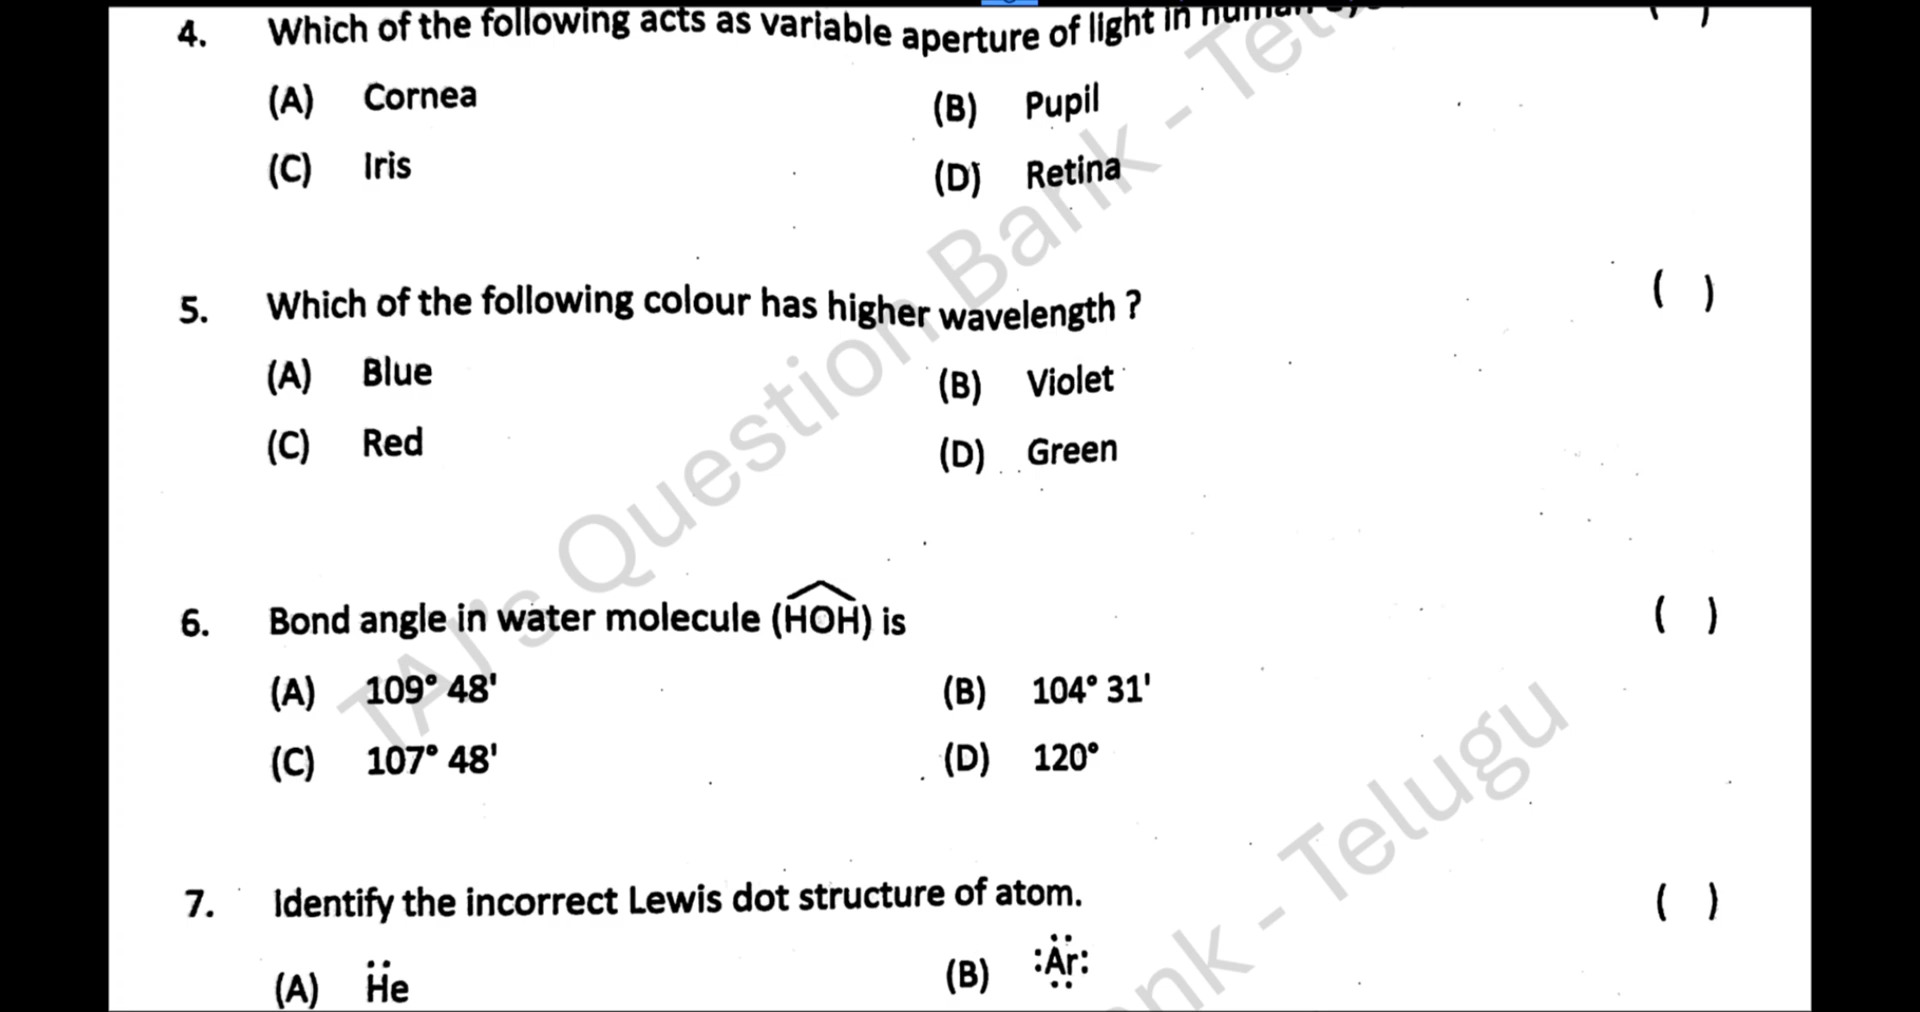 4. Which of the following acts as variable aperture of light in human
(A) Cornea (B) Pupil
(C) Iris (D) Retina
5. Which of the following colour has higher wavelength ? ( )
(A) Blue (B) Violet
(C) Red (D) Green
6. Bond angle in water molecule (HOH) is ( )
(A) 109° 48' (B) 104° 31'
(C) 107° 48' (D) 120°
7. Identify the incorrect Lewis dot structure of atom. ( )
(A) He (B) :Ar:
TAJ's Question Bank - Telugu
nk - Telugu